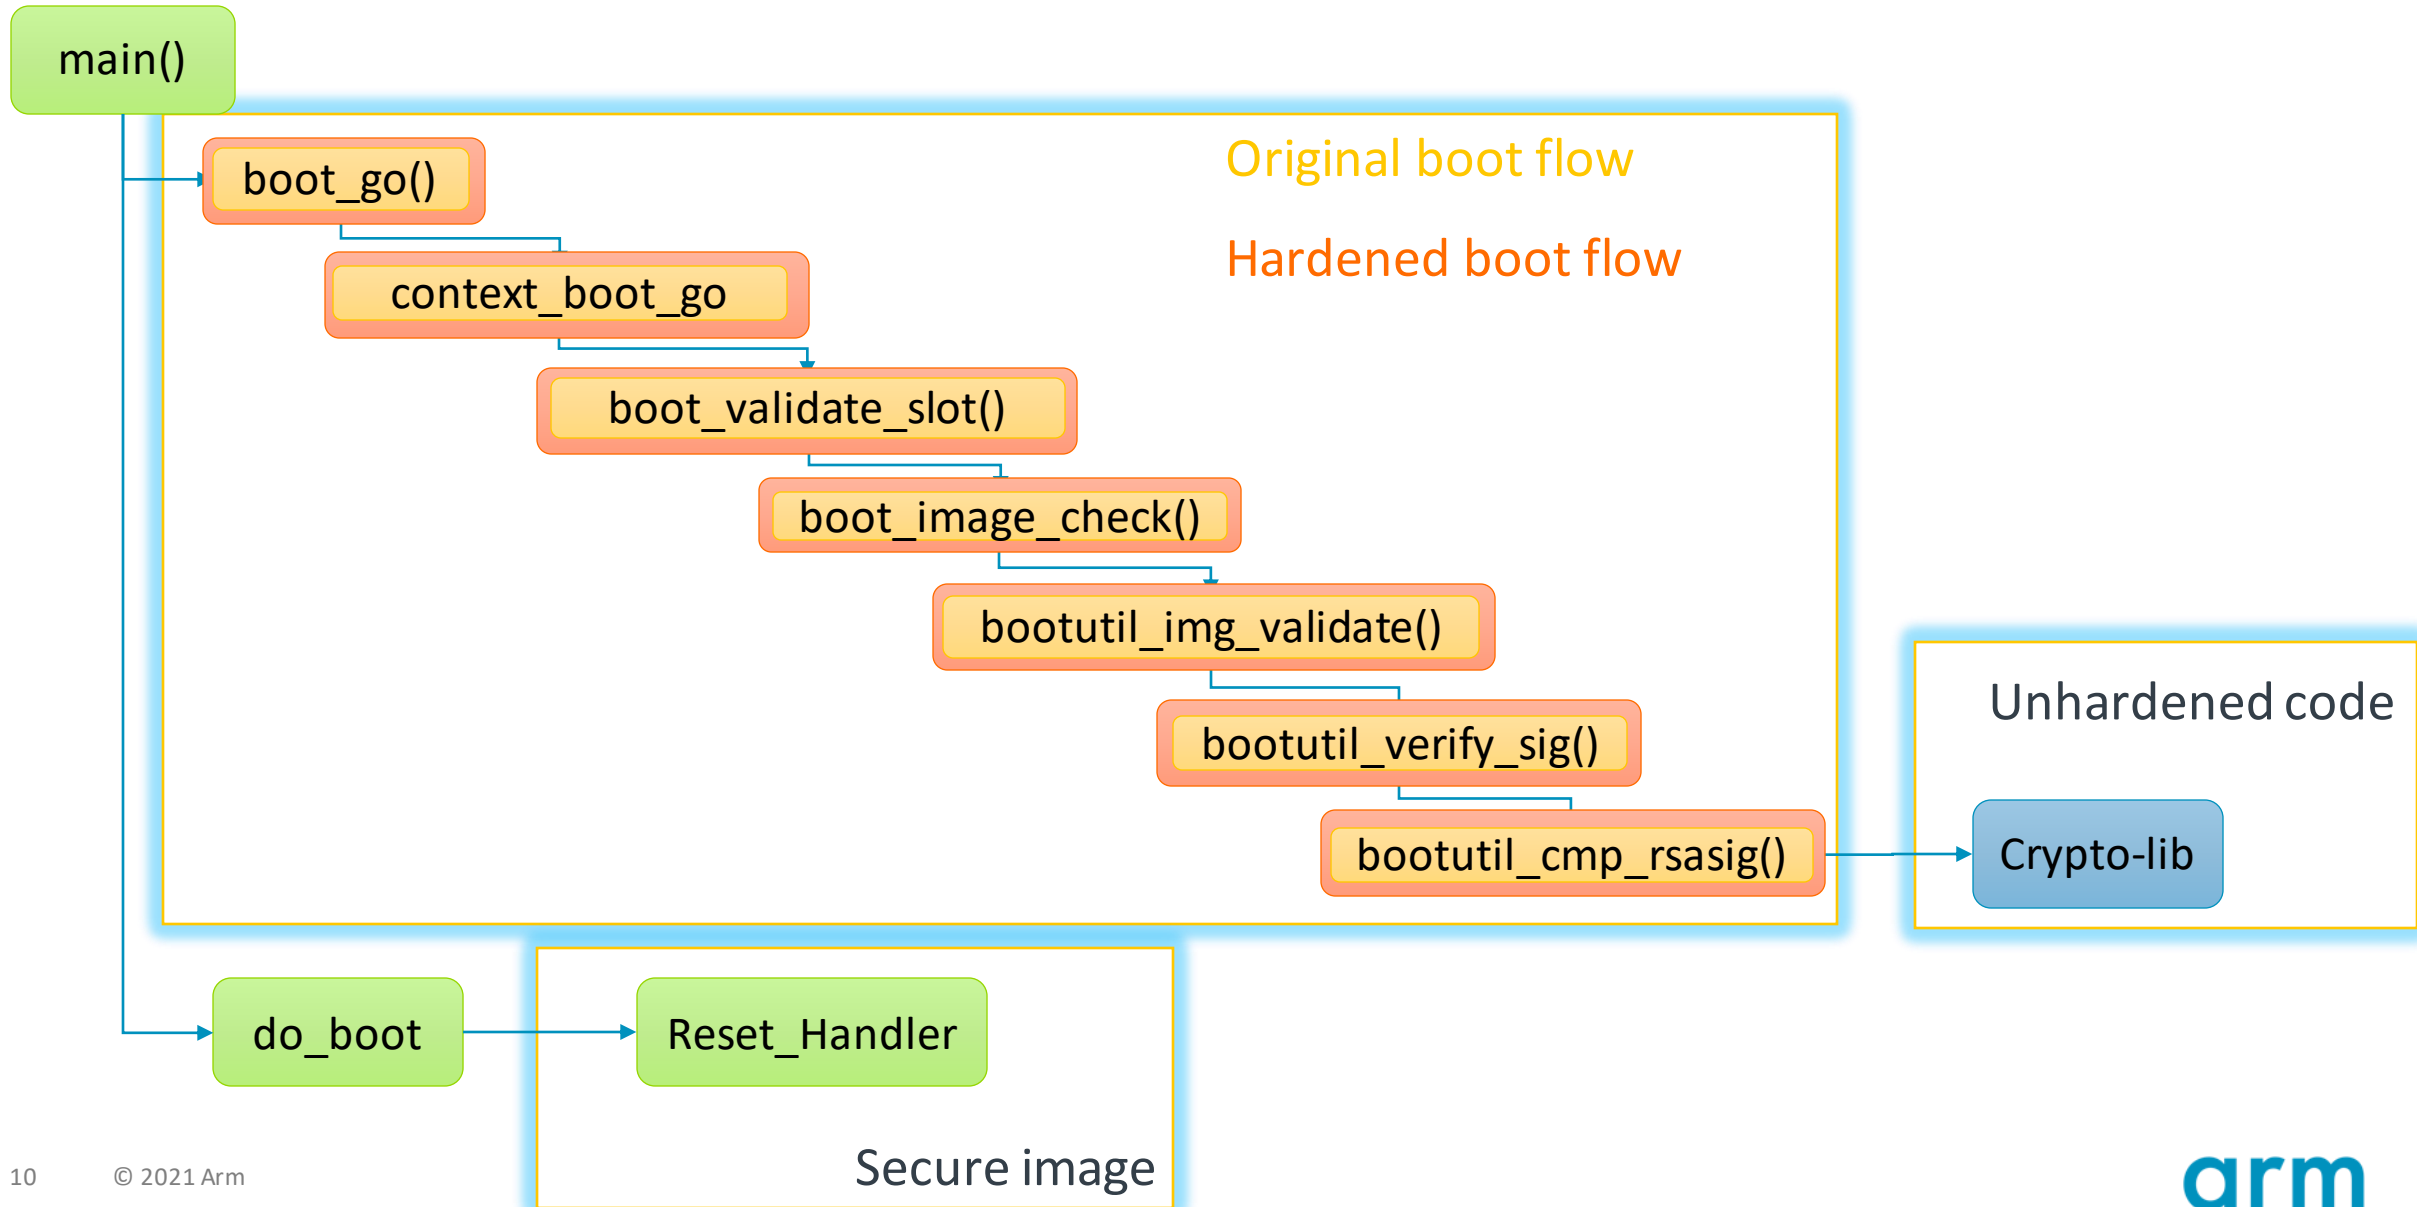 main()
boot_go()
Original boot flow
Hardened boot flow
context_boot_go
boot_validate_slot()
boot_image_check()
bootutil_img_validate()
bootutil_verify_sig()
bootutil_cmp_rsasig()
Unhardened code
Crypto-lib
do_boot
Reset_Handler
Secure image
10
© 2021 Arm
arm